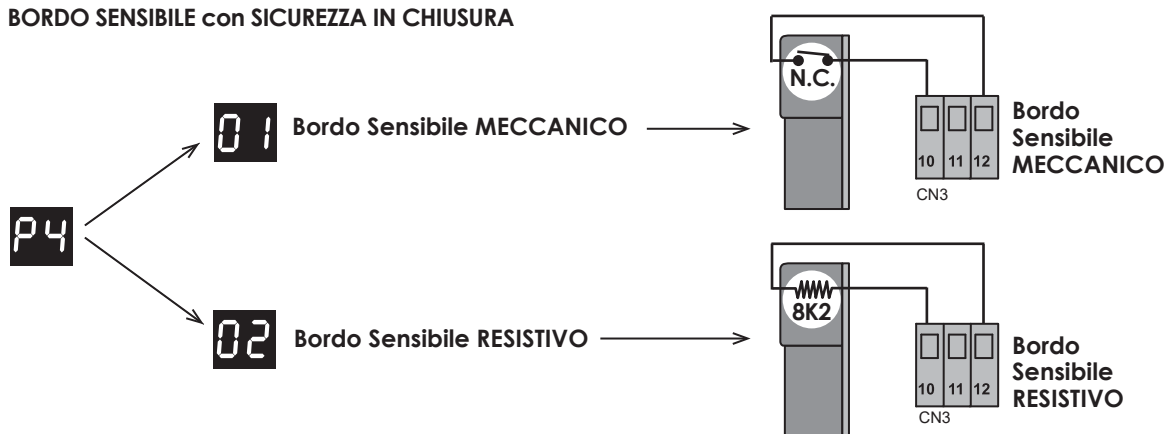 BORDO SENSIBILE con SICUREZZA IN CHIUSURA
N.C.
01 Bordo Sensibile MECCANICO
10 11 12
CN3
Bordo
Sensibile
MECCANICO
P4
8K2
02 Bordo Sensibile RESISTIVO
10 11 12
CN3
Bordo
Sensibile
RESISTIVO